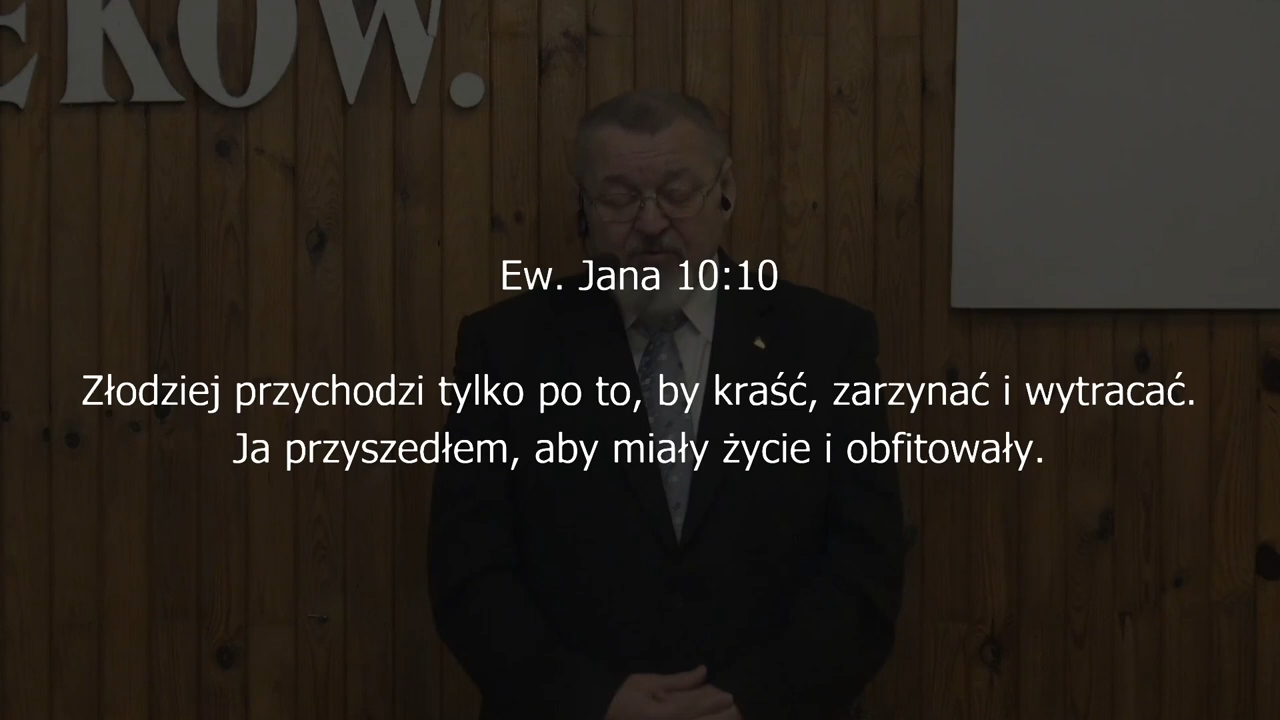 EKÓW.
Ew. Jana 10:10
Złodziej przychodzi tylko po to, by kraść, zarzynać i wytracać.
Ja przyszedłem, aby miały życie i obfitowały.